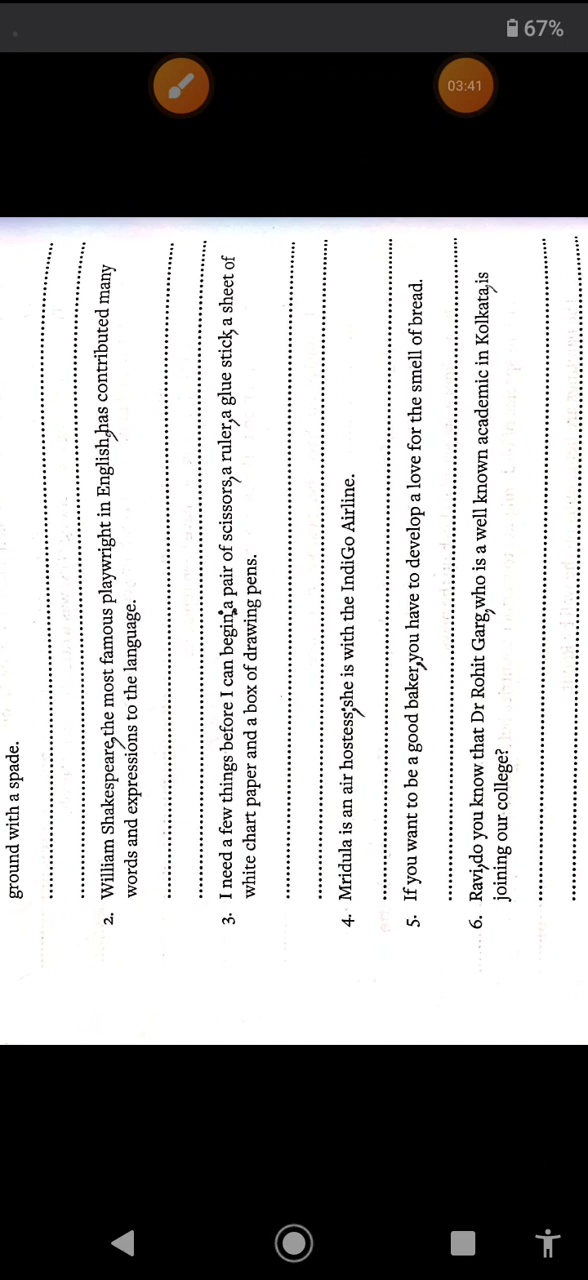 67%
03:41
ground with a spade.
2. William Shakespeare, the most famous playwright in English, has contributed many
words and expressions to the language.
3. I need a few things before I can begin: a pair of scissors, a ruler, a glue stick, a sheet of
white chart paper and a box of drawing pens.
4. Mridula is an air hostess; she is with the IndiGo Airline.
5. If you want to be a good baker, you have to develop a love for the smell of bread.
6. Ravi, do you know that Dr Rohit Garg, who is a well known academic in Kolkata, is
joining our college?